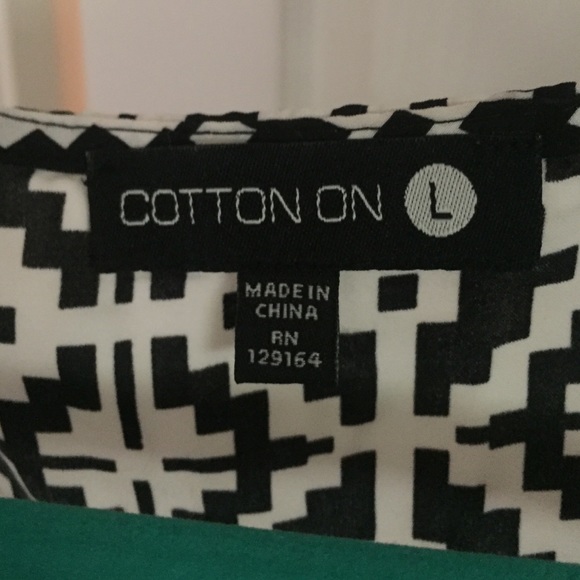 COTTON ON L
MADE IN
CHINA
RN
129164